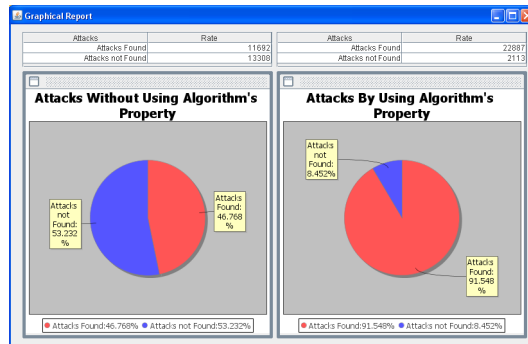 Graphical Report
Attacks Rate
Attacks Found 11692
Attacks not Found 13308
Attacks Rate
Attacks Found 22887
Attacks not Found 2113
Attacks Without Using Algorithm's
Property
Attacks
not
Found:
53.232
%
Attacks
Found:
46.768
%
Attacks Found:46.768% Attacks not Found:53.232%
Attacks By Using Algorithm's
Property
Attacks
not
Found:
8.452%
Attacks
Found:
91.548
%
Attacks Found:91.548% Attacks not Found:8.452%